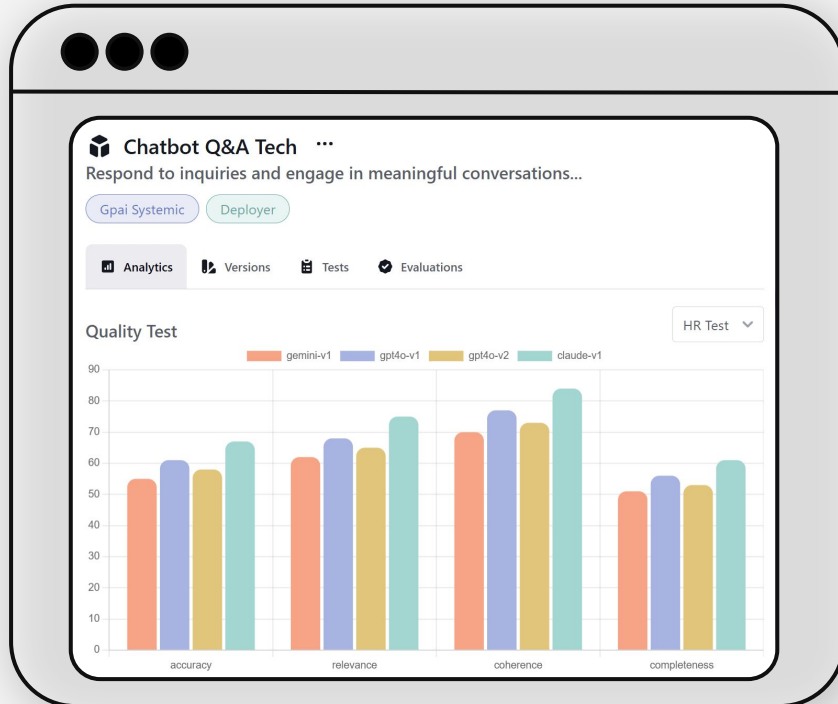 Chatbot Q&A Tech ...
Respond to inquiries and engage in meaningful conversations...
Gpai Systemic Deployer
Analytics Versions Tests Evaluations
Quality Test HR Test
gemini-v1 gpt4o-v1 gpt4o-v2 claude-v1
90
80
70
60
50
40
30
20
10
0
accuracy relevance coherence completeness